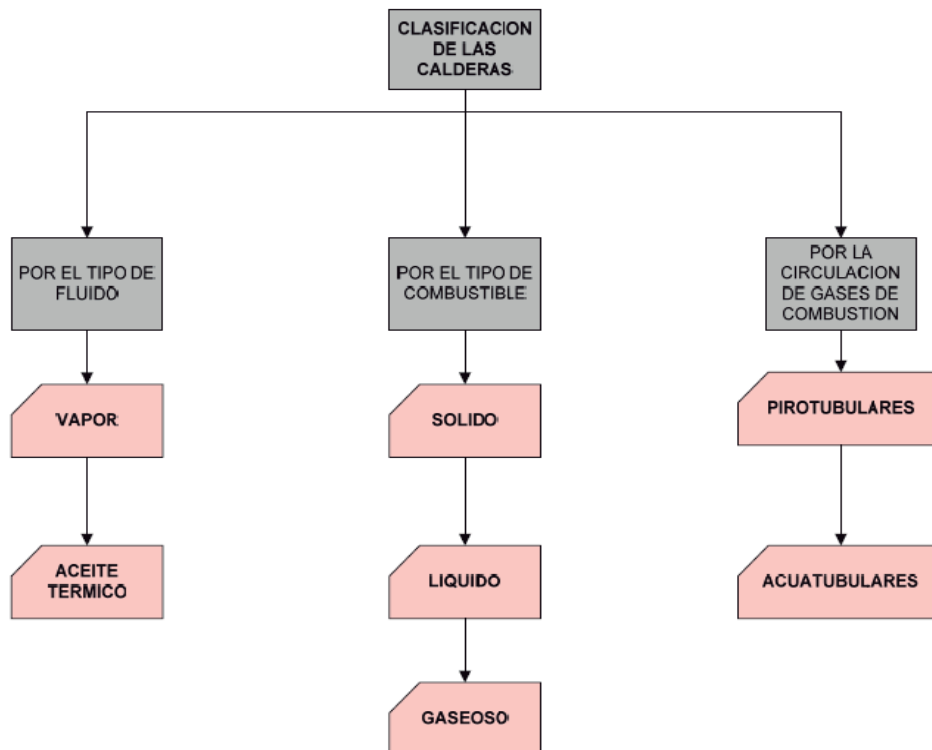 CLASIFICACION
DE LAS
CALDERAS
POR EL TIPO DE
FLUIDO
POR EL TIPO DE
COMBUSTIBLE
POR LA
CIRCULACION
DE GASES DE
COMBUSTION
VAPOR
SOLIDO
PIROTUBULARES
ACEITE
TERMICO
LIQUIDO
ACUATUBULARES
GASEOSO